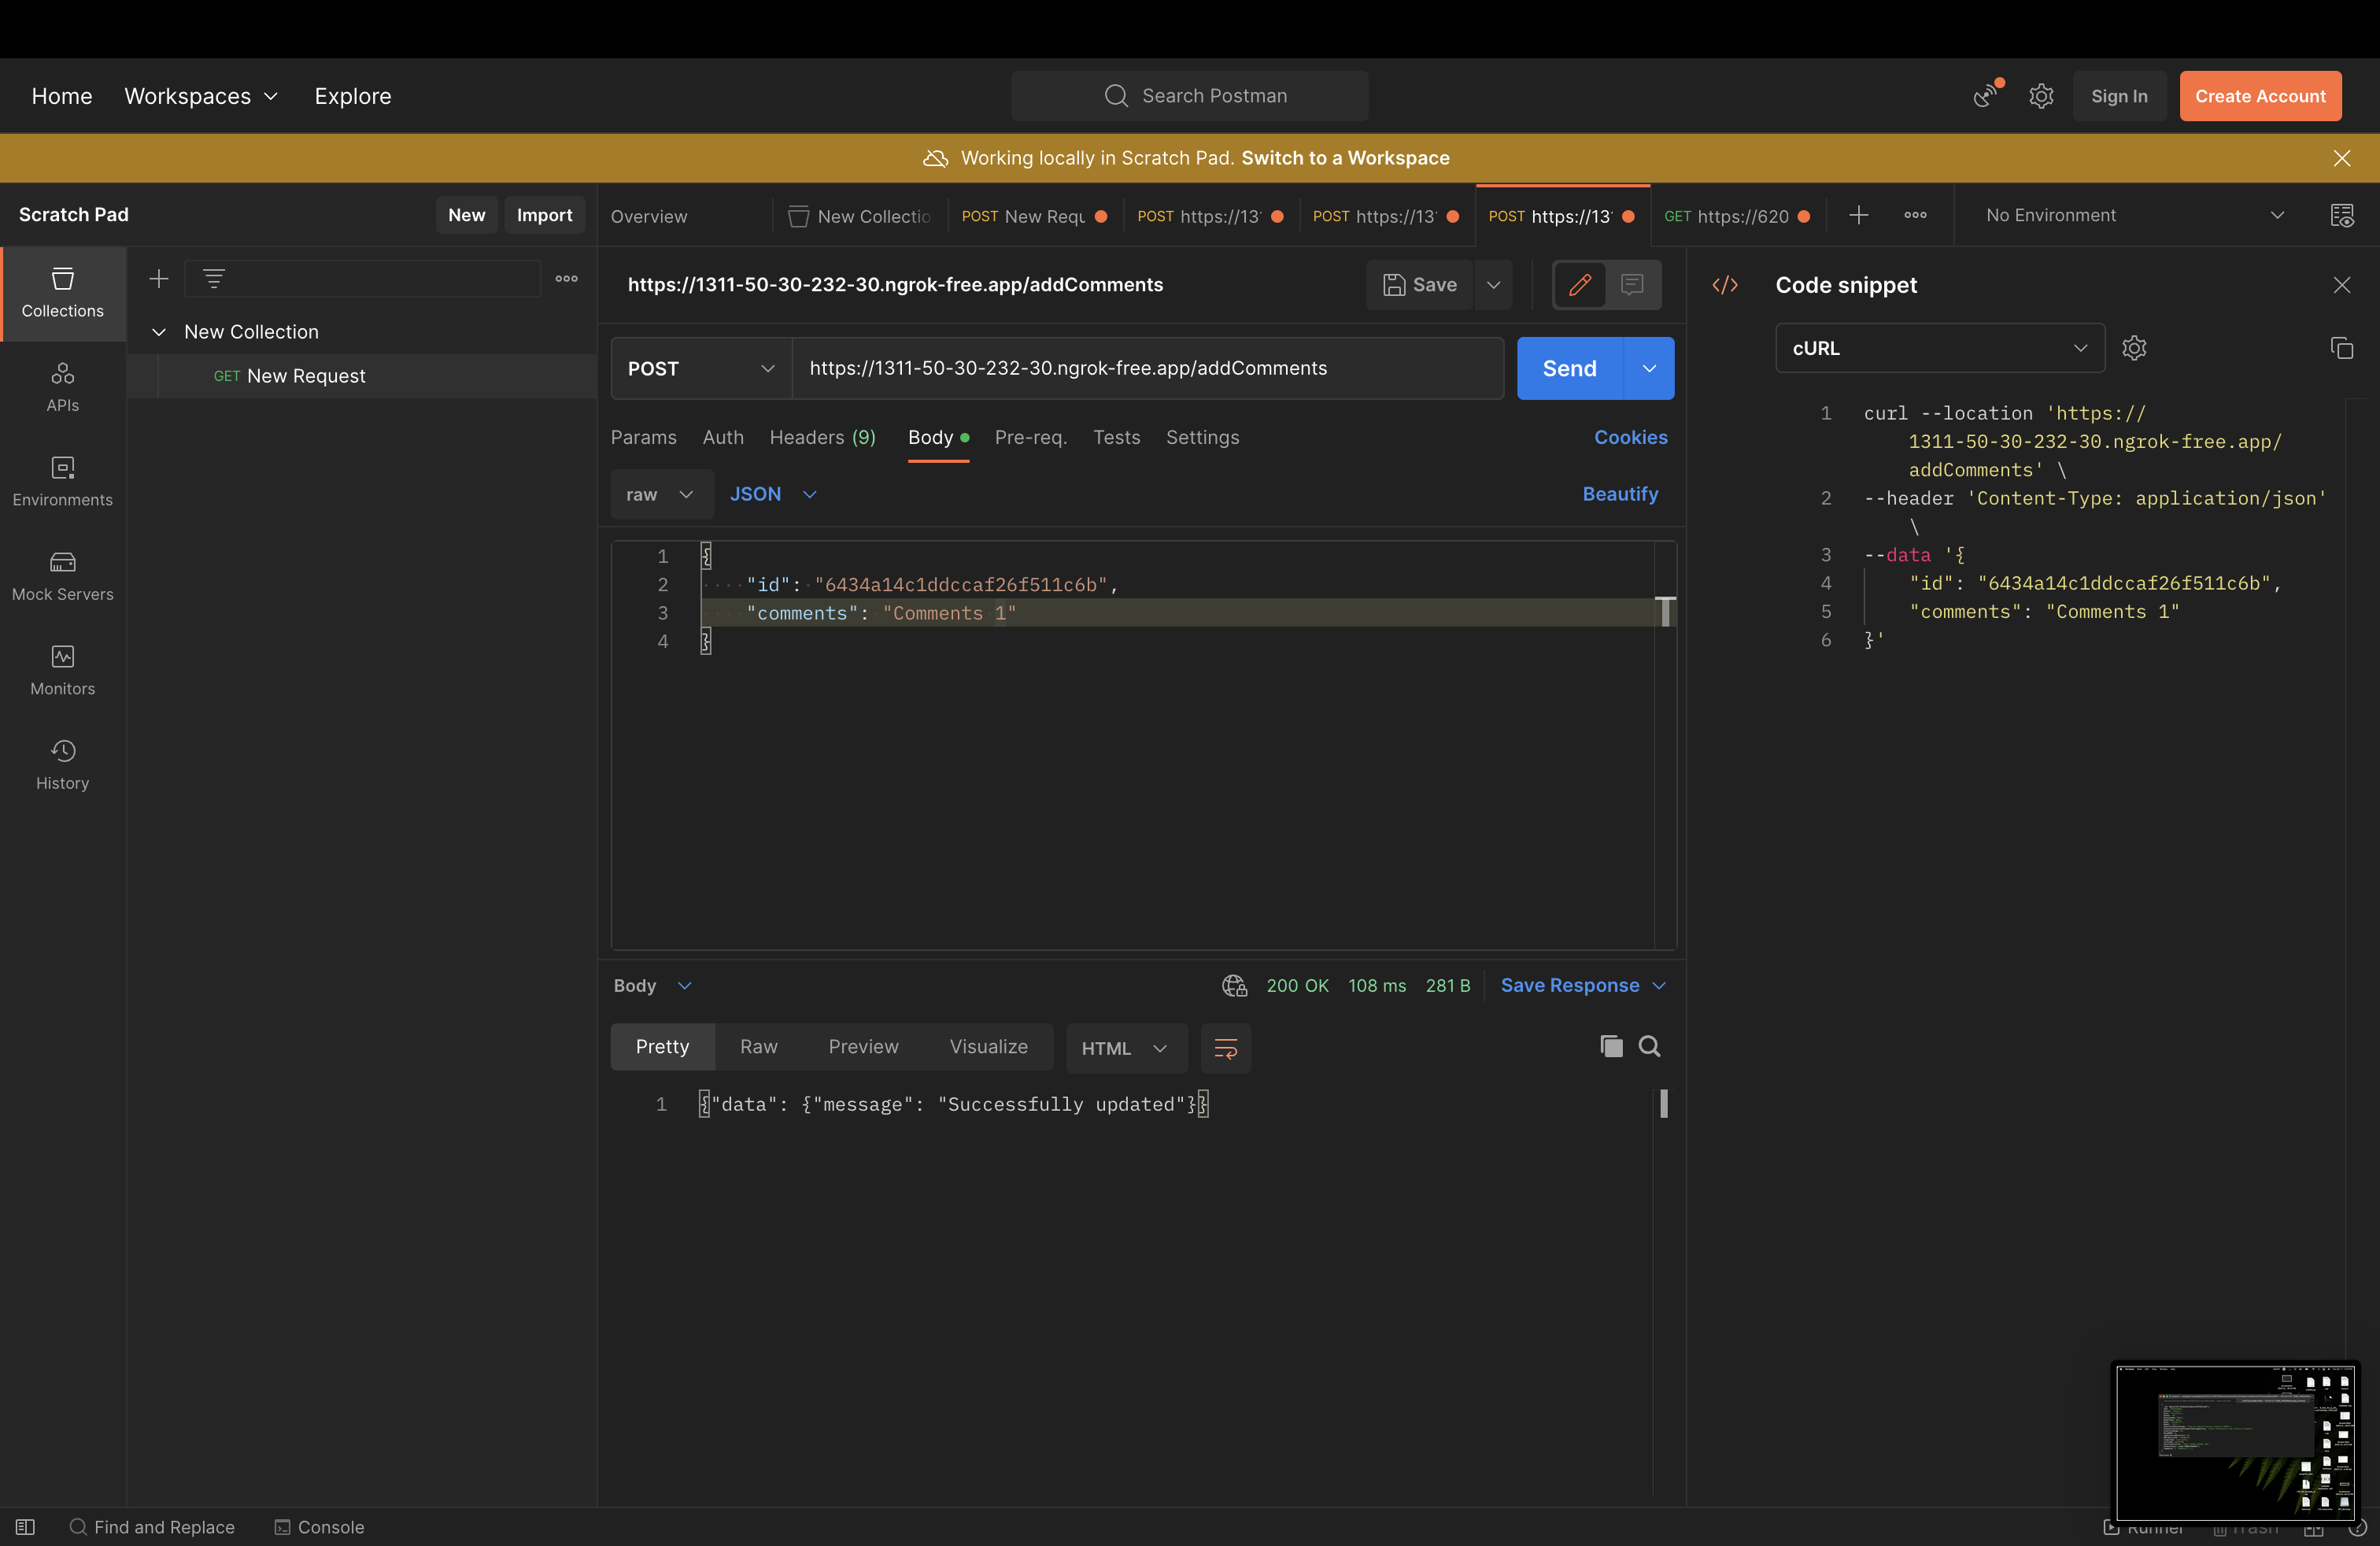 Home Workspaces Explore
Search Postman
Sign In Create Account
Working locally in Scratch Pad. Switch to a Workspace
Scratch Pad New Import
Overview New Collectio POST New Requ POST https://13 POST https://13 POST https://13 GET https://620 No Environment
Collections
APIs
Environments
Mock Servers
Monitors
History
New Collection
GET New Request
https://1311-50-30-232-30.ngrok-free.app/addComments Save
POST https://1311-50-30-232-30.ngrok-free.app/addComments Send
Params Auth Headers (9) Body Pre-req. Tests Settings Cookies
raw JSON Beautify
1 {
2 "id": "6434a14c1ddccaf26f511c6b",
3 "comments": "Comments 1"
4 }
Body 200 OK 108 ms 281 B Save Response
Pretty Raw Preview Visualize HTML
1 {"data": {"message": "Successfully updated"}}
</> Code snippet
cURL
1 curl --location 'https://
1311-50-30-232-30.ngrok-free.app/
addComments' \
2 --header 'Content-Type: application/json'
\
3 --data '{
4 "id": "6434a14c1ddccaf26f511c6b",
5 "comments": "Comments 1"
6 }'
Find and Replace Console Runner Trash